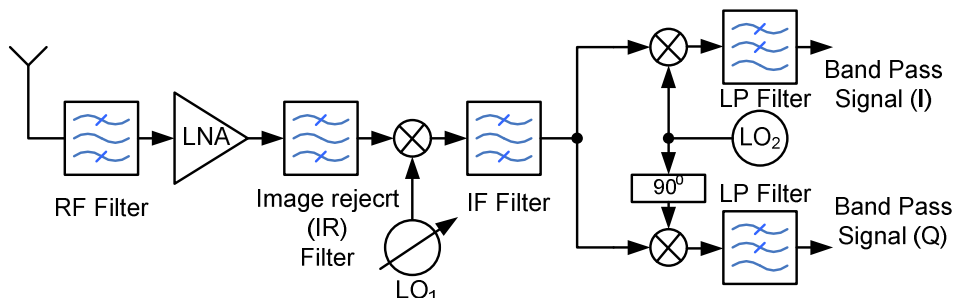 RF Filter
LNA
Image rejecrt
(IR)
Filter
LO₁
IF Filter
LP Filter
Band Pass
Signal (I)
LO₂
90⁰
LP Filter
Band Pass
Signal (Q)